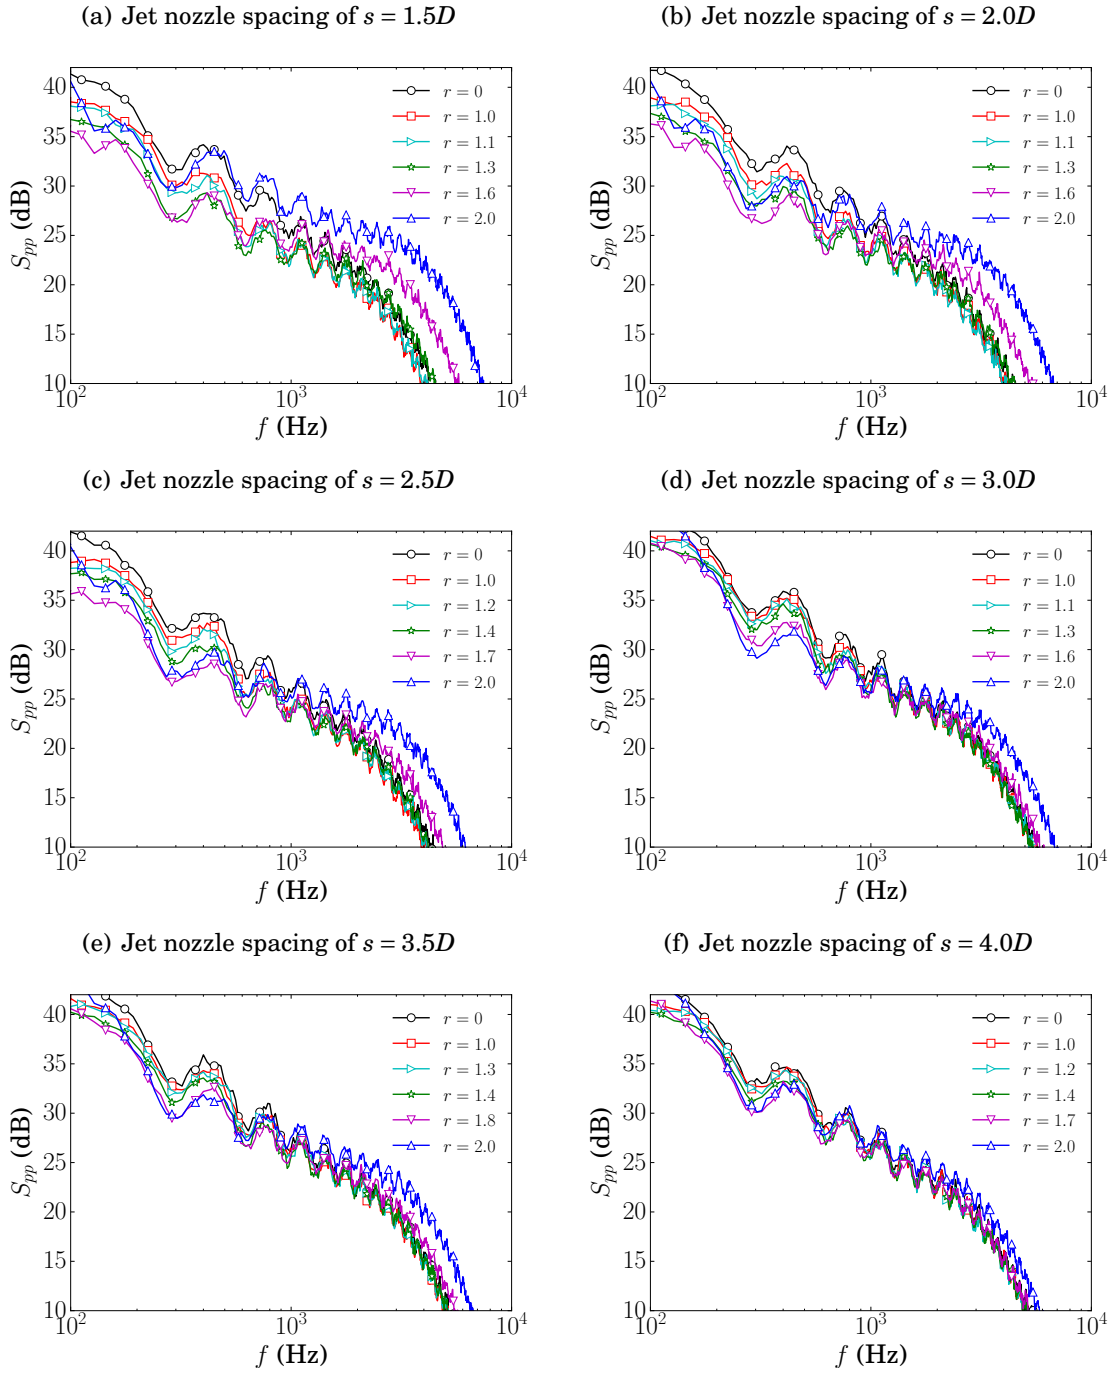 (a) Jet nozzle spacing of s = 1.5D
40
35
30
25
20
15
10
S_pp (dB)
10^2
10^3
10^4
f (Hz)
r = 0
r = 1.0
r = 1.1
r = 1.3
r = 1.6
r = 2.0
(b) Jet nozzle spacing of s = 2.0D
40
35
30
25
20
15
10
S_pp (dB)
10^2
10^3
10^4
f (Hz)
r = 0
r = 1.0
r = 1.1
r = 1.3
r = 1.6
r = 2.0
(c) Jet nozzle spacing of s = 2.5D
40
35
30
25
20
15
10
S_pp (dB)
10^2
10^3
10^4
f (Hz)
r = 0
r = 1.0
r = 1.2
r = 1.4
r = 1.7
r = 2.0
(d) Jet nozzle spacing of s = 3.0D
40
35
30
25
20
15
10
S_pp (dB)
10^2
10^3
10^4
f (Hz)
r = 0
r = 1.0
r = 1.1
r = 1.3
r = 1.6
r = 2.0
(e) Jet nozzle spacing of s = 3.5D
40
35
30
25
20
15
10
S_pp (dB)
10^2
10^3
10^4
f (Hz)
r = 0
r = 1.0
r = 1.3
r = 1.4
r = 1.8
r = 2.0
(f) Jet nozzle spacing of s = 4.0D
40
35
30
25
20
15
10
S_pp (dB)
10^2
10^3
10^4
f (Hz)
r = 0
r = 1.0
r = 1.2
r = 1.4
r = 1.7
r = 2.0